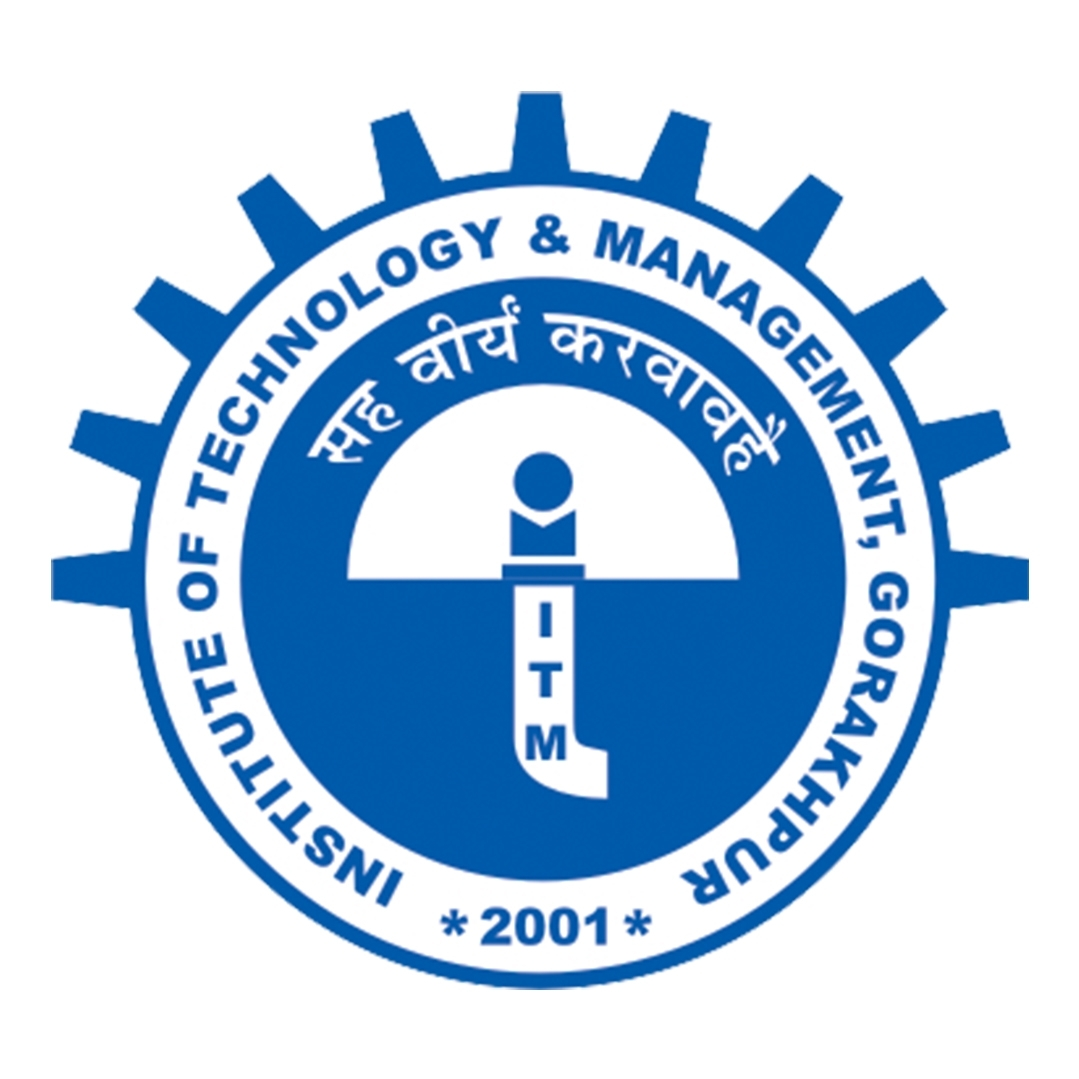 INSTITUTE OF TECHNOLOGY & MANAGEMENT, GORAKHPUR
सह वीर्यं करवावहै
I
T
M
* 2001 *